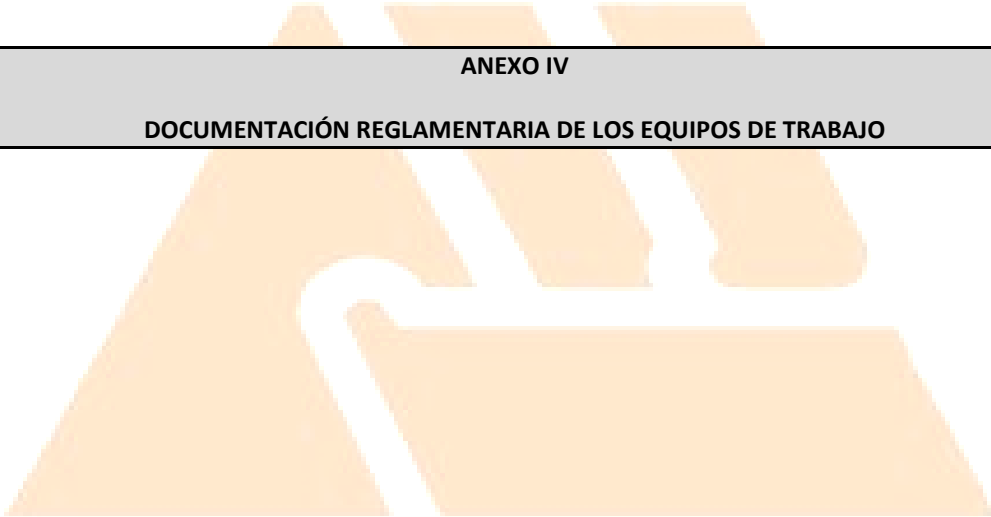 ANEXO IV
DOCUMENTACIÓN REGLAMENTARIA DE LOS EQUIPOS DE TRABAJO